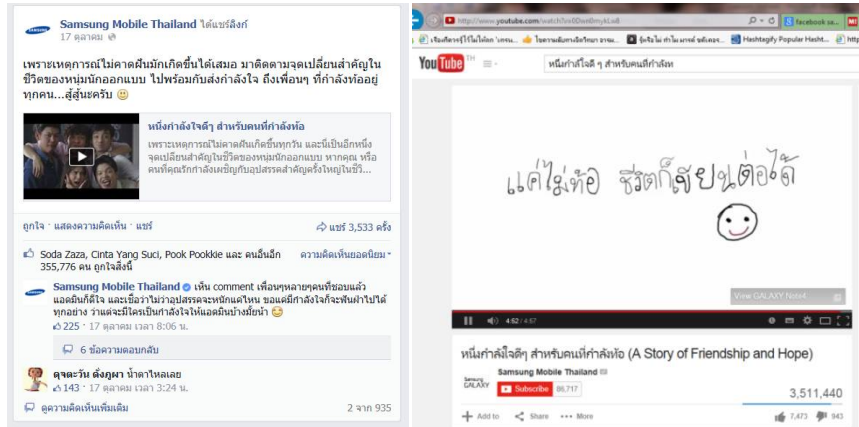 Samsung Mobile Thailand ได้แชร์ลิงก์
17 ตุลาคม
เพราะเหตุการณ์ไม่คาดฝันมักเกิดขึ้นได้เสมอ มาติดตามจุดเปลี่ยนสำคัญใน
ชีวิตของหนุ่มนักออกแบบ ไปพร้อมกับส่งกำลังใจ ถึงเพื่อนๆ ที่กำลังท้ออยู่
ทุกคน...สู้สู้นะครับ
หนึ่งกำลังใจดีๆ สำหรับคนที่กำลังท้อ
เพราะเหตุการณ์ไม่คาดฝันเกิดขึ้นทุกวัน และนี่เป็นอีกหนึ่ง
จุดเปลี่ยนสำคัญในชีวิตของหนุ่มนักออกแบบ หากคุณ หรือ
คนที่คุณรักกำลังเผชิญกับอุปสรรคสำคัญครั้งใหญ่ในชีวิ...
ถูกใจ · แสดงความคิดเห็น · แชร์
แชร์ 3,533 ครั้ง
Soda Zaza, Cinta Yang Suci, Pook Pookkie และ คนอื่นอีก
355,776 คน ถูกใจสิ่งนี้
ความคิดเห็นยอดนิยม
Samsung Mobile Thailand เห็น comment เพื่อนๆหลายๆคนที่ชอบแล้ว
แอดมินก็ดีใจ และเชื่อว่าไม่ว่าอุปสรรคจะหนักแค่ไหน ขอแค่มีกำลังใจก็จะฟันฝ่าไปได้
ทุกอย่าง ว่าแต่จะมีใครเป็นกำลังใจให้แอดมินบ้างมั้ยน้า
225 · 17 ตุลาคม เวลา 8:06 น.
6 ข้อความตอบกลับ
ดุจตะวัน ดั่งภูผา น้ำตาไหลเลย
143 · 17 ตุลาคม เวลา 3:24 น.
ดูความคิดเห็นเพิ่มเติม
2 จาก 935
facebook sa...
Hashtagify Popular Hasht...
YouTube TH
หนึ่งกำลังใจดี ๆ สำหรับคนที่กำลังท
แค่ไม่ท้อ ชีวิตก็เขียนต่อได้
View GALAXY Note4
4:52 / 4:57
หนึ่งกำลังใจดีๆ สำหรับคนที่กำลังท้อ (A Story of Friendship and Hope)
Samsung Mobile Thailand
Samsung
GALAXY
Subscribe 86,717
3,511,440
Add to Share More
7,473 943